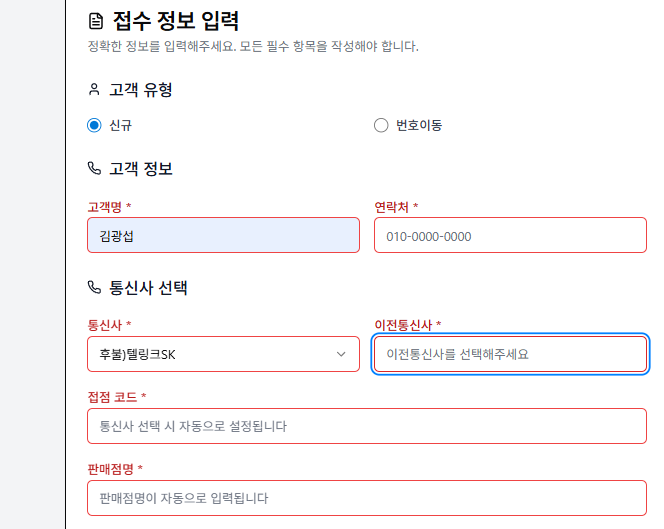 접수 정보 입력
정확한 정보를 입력해주세요. 모든 필수 항목을 작성해야 합니다.
고객 유형
신규 번호이동
고객 정보
고객명 * 연락처 *
김광섭 010-0000-0000
통신사 선택
통신사 * 이전통신사 *
후불)텔링크SK 이전통신사를 선택해주세요
접점 코드 *
통신사 선택 시 자동으로 설정됩니다
판매점명 *
판매점명이 자동으로 입력됩니다